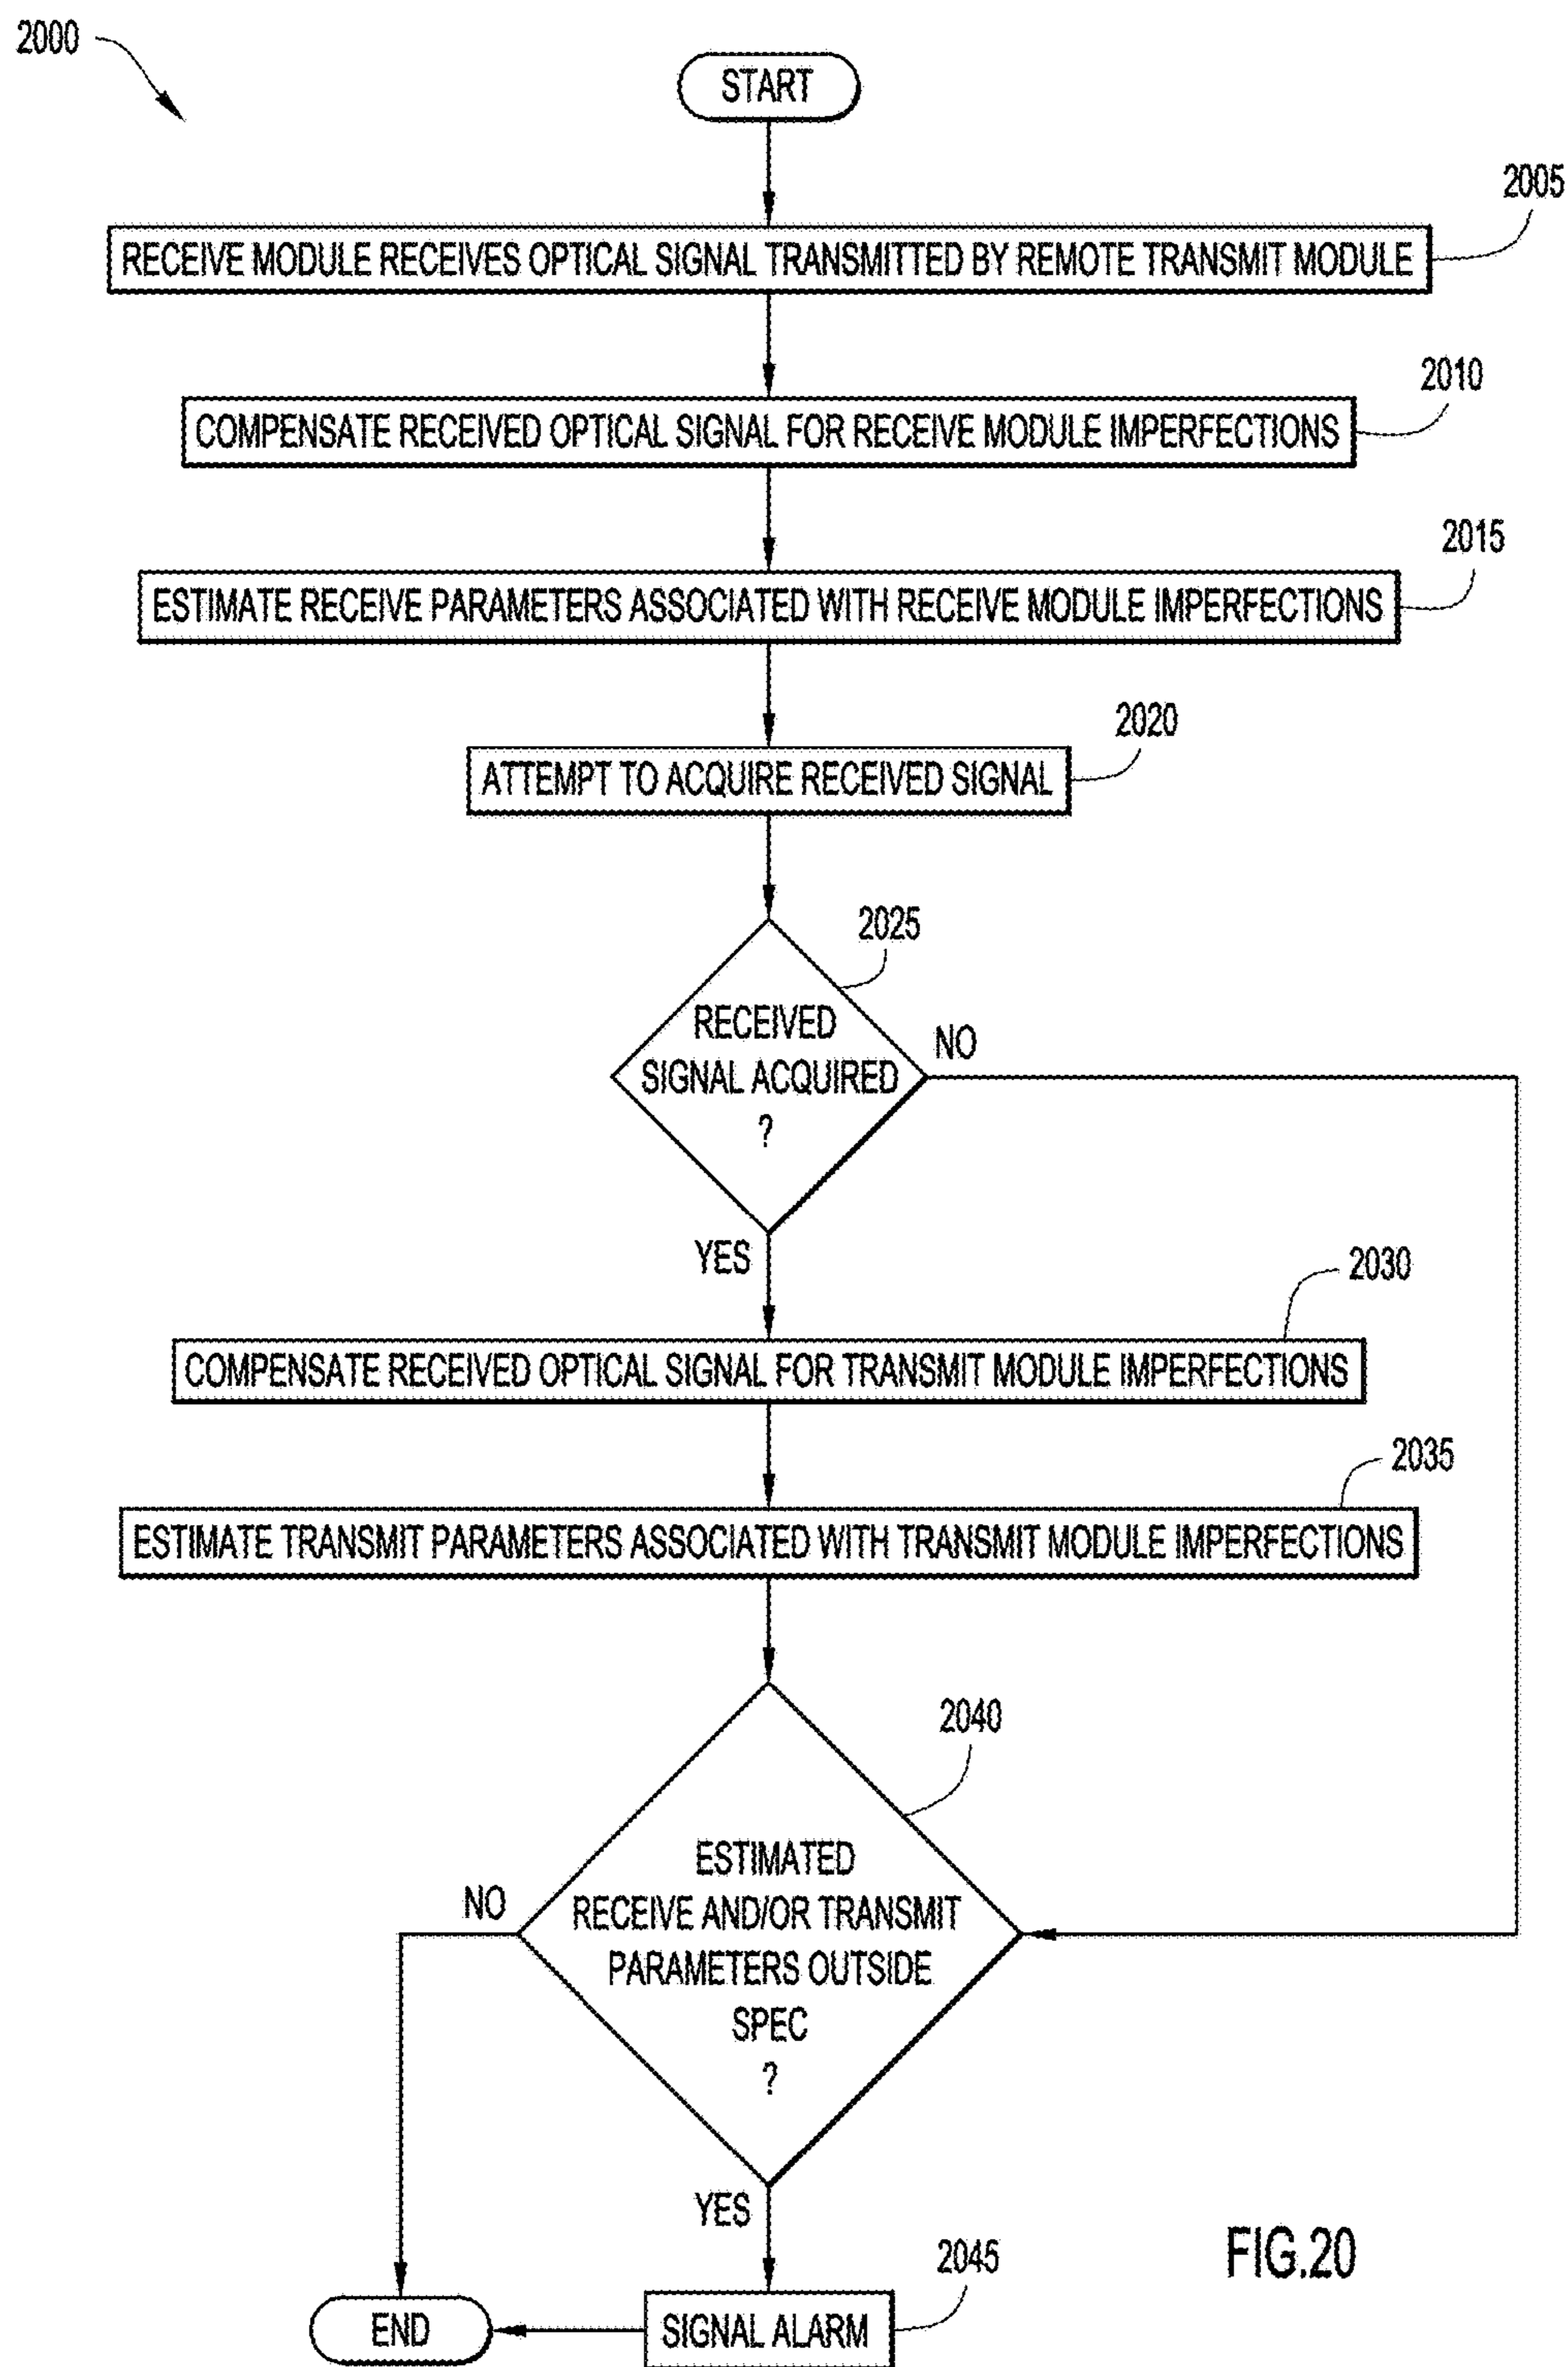 2000
START
2005
RECEIVE MODULE RECEIVES OPTICAL SIGNAL TRANSMITTED BY REMOTE TRANSMIT MODULE
2010
COMPENSATE RECEIVED OPTICAL SIGNAL FOR RECEIVE MODULE IMPERFECTIONS
2015
ESTIMATE RECEIVE PARAMETERS ASSOCIATED WITH RECEIVE MODULE IMPERFECTIONS
2020
ATTEMPT TO ACQUIRE RECEIVED SIGNAL
2025
RECEIVED
SIGNAL ACQUIRED
?
NO
YES
2030
COMPENSATE RECEIVED OPTICAL SIGNAL FOR TRANSMIT MODULE IMPERFECTIONS
2035
ESTIMATE TRANSMIT PARAMETERS ASSOCIATED WITH TRANSMIT MODULE IMPERFECTIONS
2040
ESTIMATED
RECEIVE AND/OR TRANSMIT
PARAMETERS OUTSIDE
SPEC
?
NO
YES
2045
SIGNAL ALARM
END
FIG.20